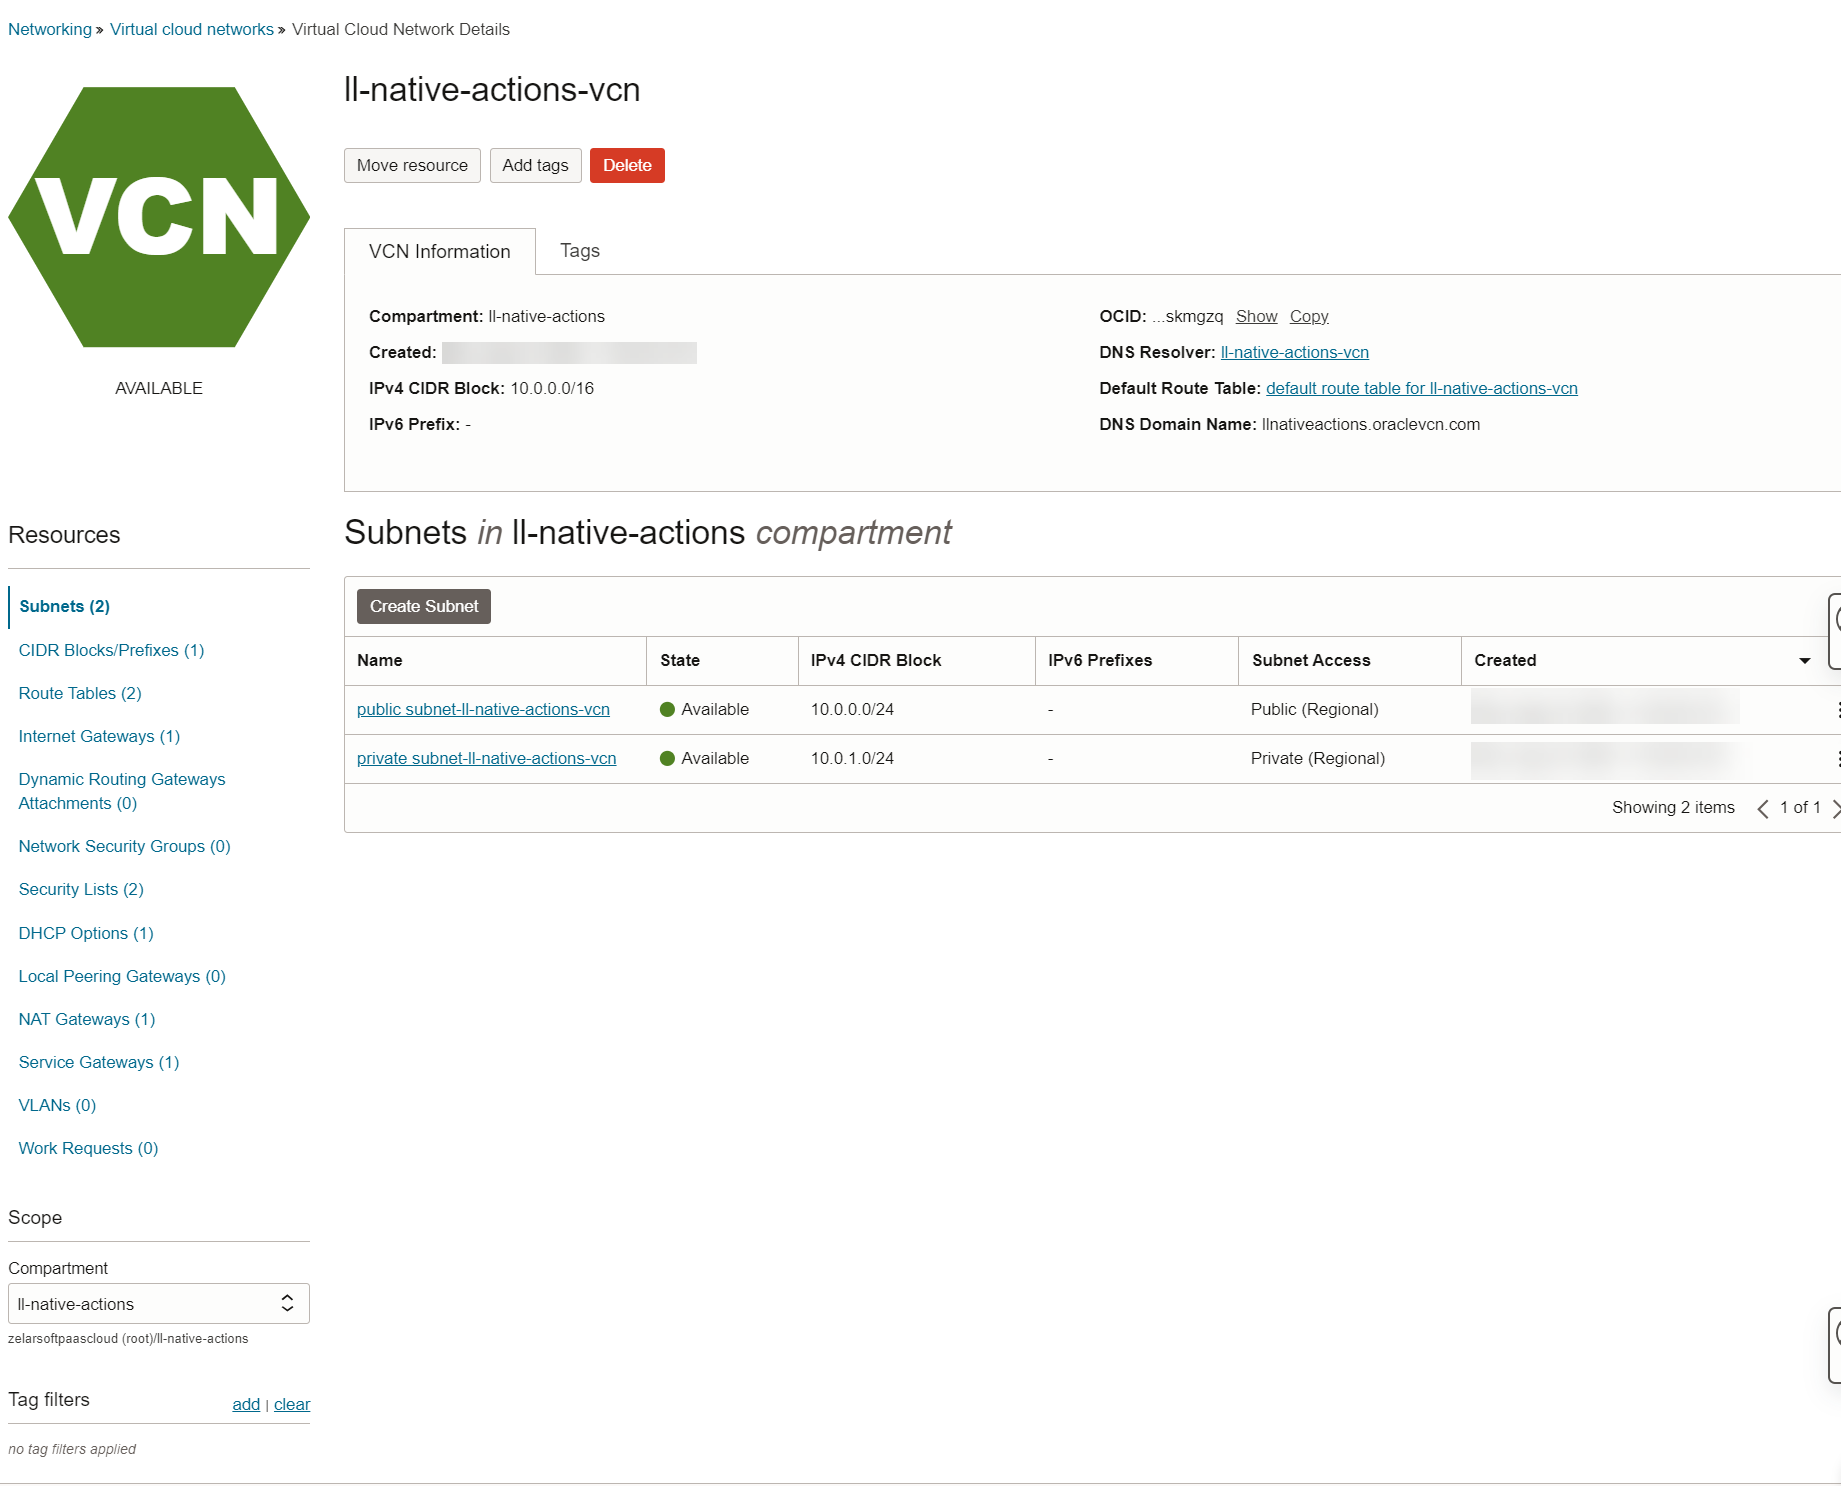 Networking » Virtual cloud networks » Virtual Cloud Network Details
VCN
AVAILABLE
ll-native-actions-vcn
Move resource Add tags Delete
VCN Information Tags
Compartment: ll-native-actions
Created:
IPv4 CIDR Block: 10.0.0.0/16
IPv6 Prefix: -
OCID: ...skmgzq Show Copy
DNS Resolver: ll-native-actions-vcn
Default Route Table: default route table for ll-native-actions-vcn
DNS Domain Name: llnativeactions.oraclevcn.com
Resources
Subnets (2)
CIDR Blocks/Prefixes (1)
Route Tables (2)
Internet Gateways (1)
Dynamic Routing Gateways
Attachments (0)
Network Security Groups (0)
Security Lists (2)
DHCP Options (1)
Local Peering Gateways (0)
NAT Gateways (1)
Service Gateways (1)
VLANs (0)
Work Requests (0)
Subnets in ll-native-actions compartment
Create Subnet
Name State IPv4 CIDR Block IPv6 Prefixes Subnet Access Created
public subnet-ll-native-actions-vcn Available 10.0.0.0/24 - Public (Regional)
private subnet-ll-native-actions-vcn Available 10.0.1.0/24 - Private (Regional)
Showing 2 items < 1 of 1 >
Scope
Compartment
ll-native-actions
zelarsoftpaascloud (root)/ll-native-actions
Tag filters add | clear
no tag filters applied